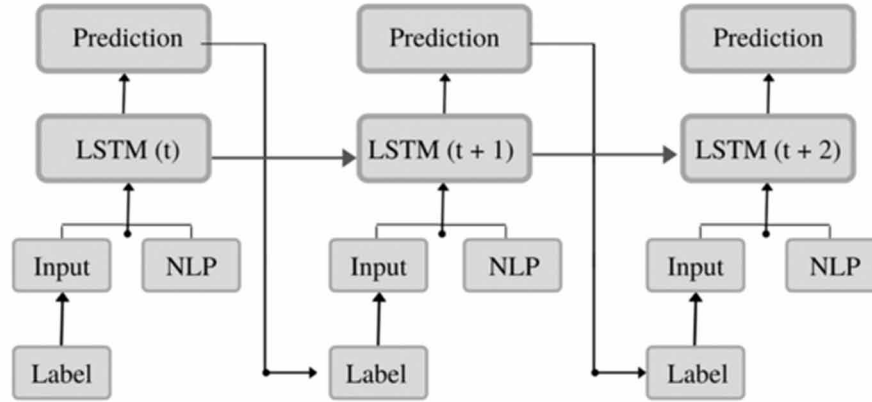 Prediction
Prediction
Prediction
LSTM (t)
LSTM (t + 1)
LSTM (t + 2)
Input
NLP
Input
NLP
Input
NLP
Label
Label
Label